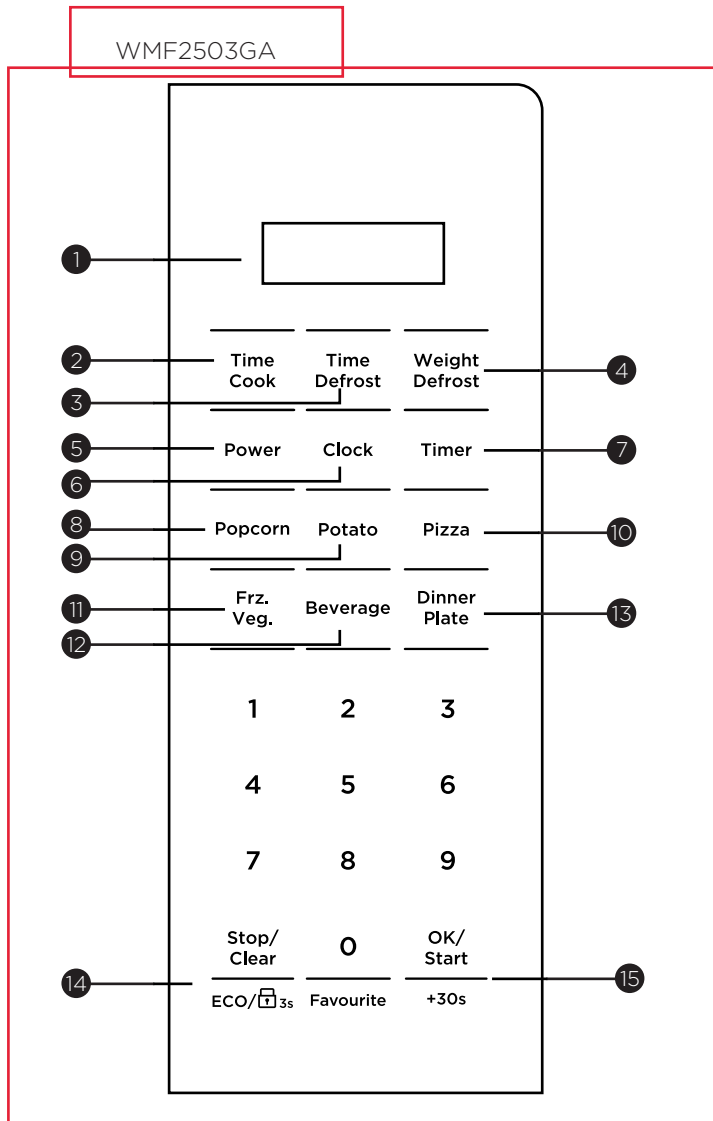 WMF2503GA
1
2 Time Time Weight 4
Cook Defrost Defrost
3
5 Power Clock Timer 7
6
8 Popcorn Potato Pizza 10
9
11 Frz. Beverage Dinner 13
Veg. Plate
12
1 2 3
4 5 6
7 8 9
Stop/ 0 OK/
Clear Start
14 15
ECO/ 3s Favourite +30s